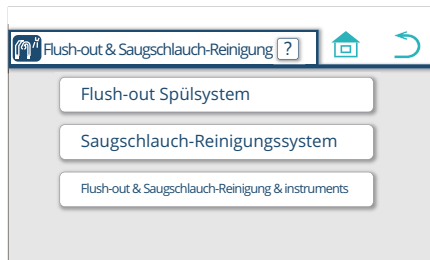 Flush-out & Saugschlauch-Reinigung ?
Flush-out Spülsystem
Saugschlauch-Reinigungssystem
Flush-out & Saugschlauch-Reinigung & instruments